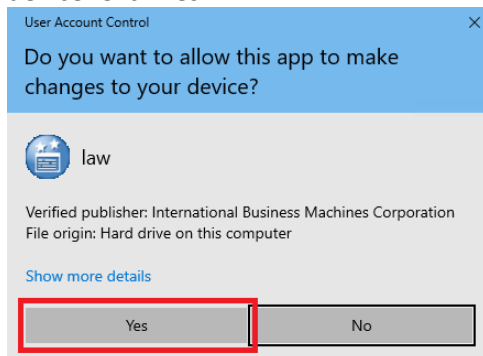 User Account Control
Do you want to allow this app to make
changes to your device?
law
Verified publisher: International Business Machines Corporation
File origin: Hard drive on this computer
Show more details
Yes
No